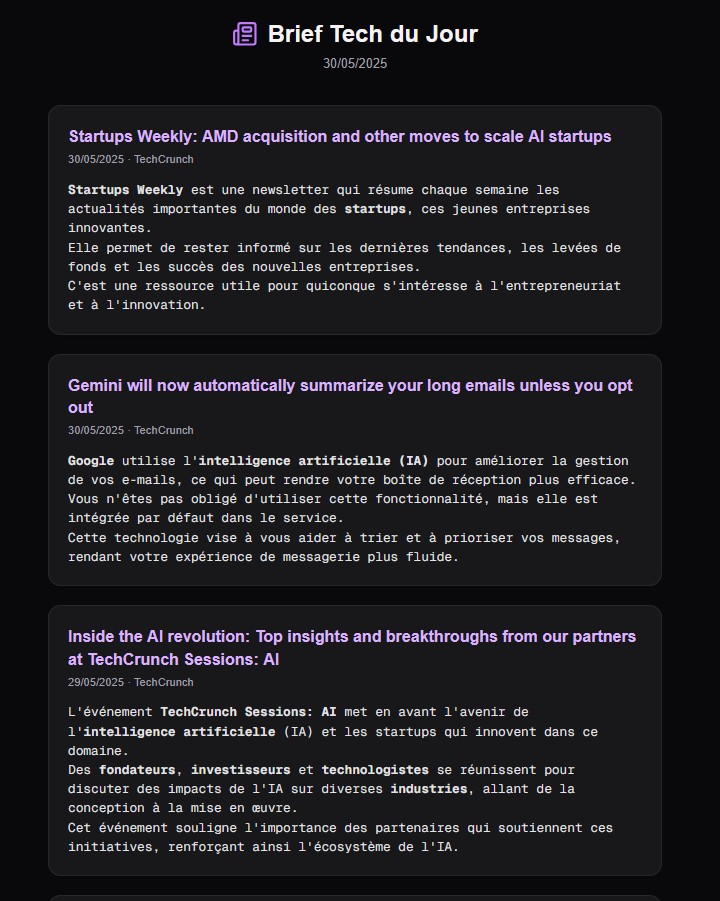 Brief Tech du Jour
30/05/2025
Startups Weekly: AMD acquisition and other moves to scale AI startups
30/05/2025 · TechCrunch
Startups Weekly est une newsletter qui résume chaque semaine les
actualités importantes du monde des startups, ces jeunes entreprises
innovantes.
Elle permet de rester informé sur les dernières tendances, les levées de
fonds et les succès des nouvelles entreprises.
C'est une ressource utile pour quiconque s'intéresse à l'entrepreneuriat
et à l'innovation.
Gemini will now automatically summarize your long emails unless you opt
out
30/05/2025 · TechCrunch
Google utilise l'intelligence artificielle (IA) pour améliorer la gestion
de vos e-mails, ce qui peut rendre votre boîte de réception plus efficace.
Vous n'êtes pas obligé d'utiliser cette fonctionnalité, mais elle est
intégrée par défaut dans le service.
Cette technologie vise à vous aider à trier et à prioriser vos messages,
rendant votre expérience de messagerie plus fluide.
Inside the AI revolution: Top insights and breakthroughs from our partners
at TechCrunch Sessions: AI
29/05/2025 · TechCrunch
L'événement TechCrunch Sessions: AI met en avant l'avenir de
l'intelligence artificielle (IA) et les startups qui innovent dans ce
domaine.
Des fondateurs, investisseurs et technologistes se réunissent pour
discuter des impacts de l'IA sur diverses industries, allant de la
conception à la mise en œuvre.
Cet événement souligne l'importance des partenaires qui soutiennent ces
initiatives, renforçant ainsi l'écosystème de l'IA.